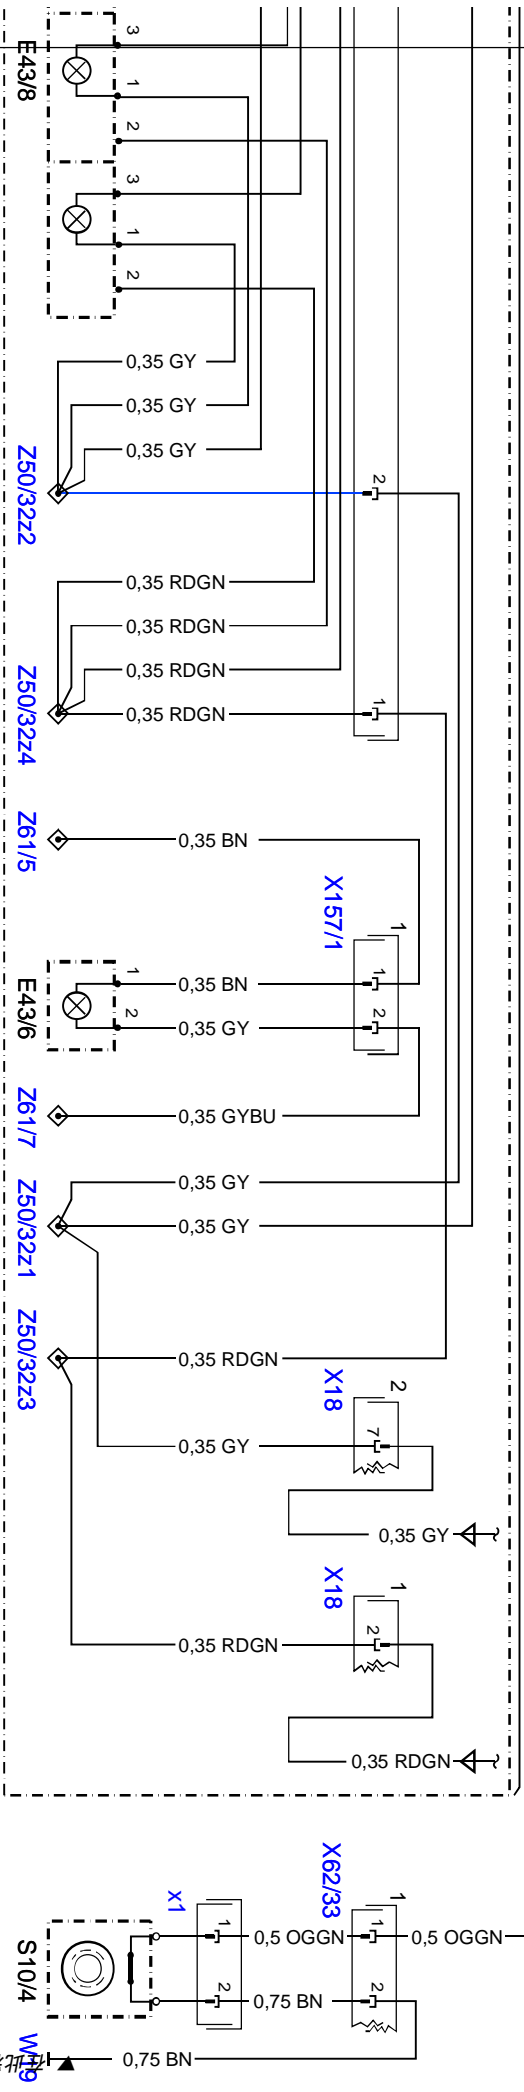 3
E43/8
1
2
3
1
2
0,35 GY
0,35 GY
0,35 GY
Z50/32z2
2
0,35 RDGN
0,35 RDGN
0,35 RDGN
Z50/32z4
0,35 RDGN
1
Z61/5
0,35 BN
X157/1
1
E43/6
1
0,35 BN
1
2
0,35 GY
2
Z61/7
0,35 GYBU
Z50/32z1
0,35 GY
0,35 GY
Z50/32z3
0,35 RDGN
X18
2
0,35 GY
7
0,35 GY
X18
1
0,35 RDGN
2
0,35 RDGN
X62/33
1
x1
S10/4
1
0,5 OGGN
1
0,5 OGGN
2
0,75 BN
2
W19
0,75 BN
在此